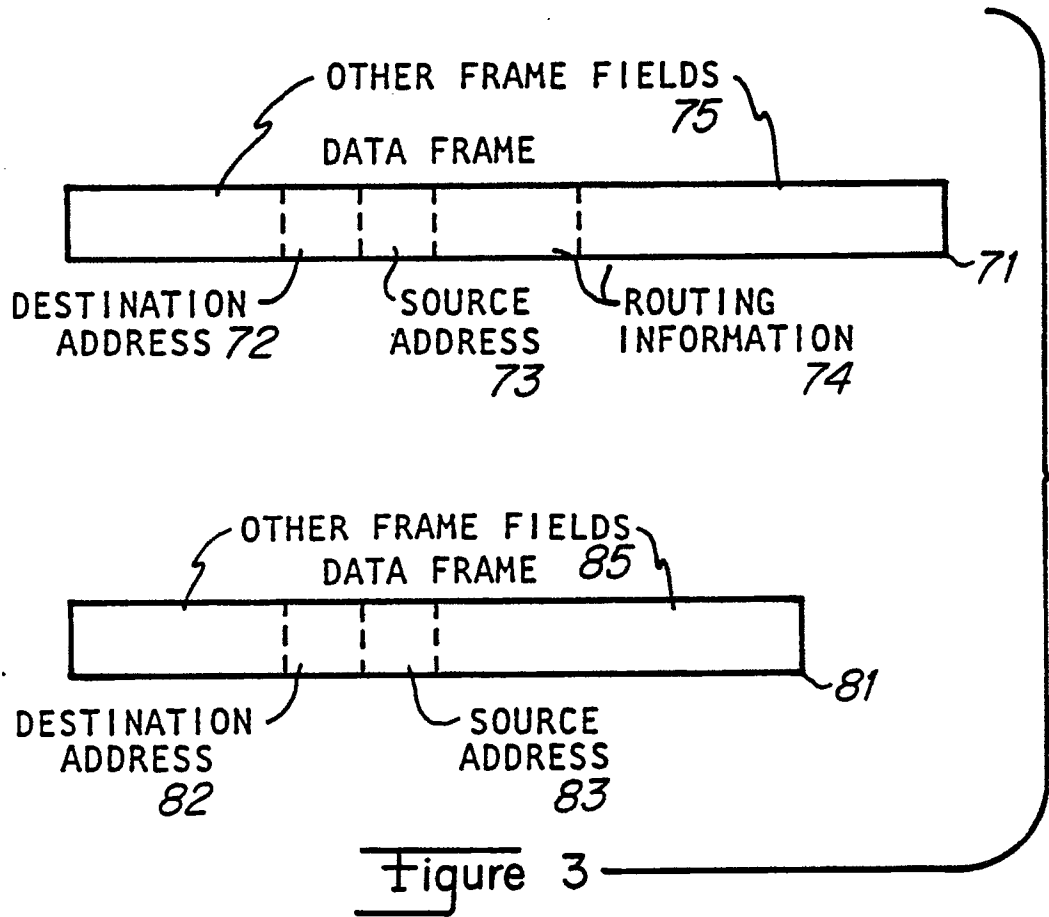 OTHER FRAME FIELDS
75
DATA FRAME
71
DESTINATION
ADDRESS 72
SOURCE
ADDRESS
73
ROUTING
INFORMATION
74
OTHER FRAME FIELDS
DATA FRAME 85
81
DESTINATION
ADDRESS
82
SOURCE
ADDRESS
83
Figure 3